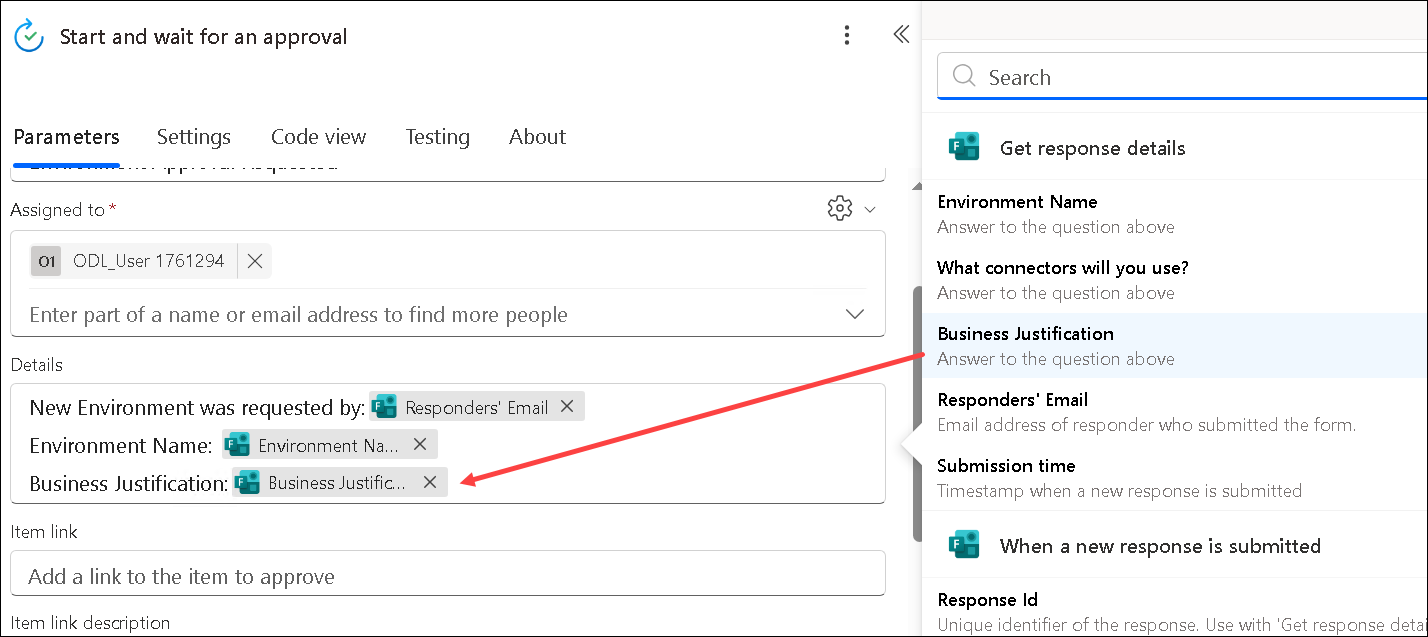 Start and wait for an approval
Parameters
Settings
Code view
Testing
About
Environment Approval Requested
Assigned to *
O1
ODL_User 1761294
Enter part of a name or email address to find more people
Details
New Environment was requested by: Responders' Email
Environment Name: Environment Na...
Business Justification: Business Justific...
Item link
Add a link to the item to approve
Item link description
Search
Get response details
Environment Name
Answer to the question above
What connectors will you use?
Answer to the question above
Business Justification
Answer to the question above
Responders' Email
Email address of responder who submitted the form.
Submission time
Timestamp when a new response is submitted
When a new response is submitted
Response Id
Unique identifier of the response. Use with 'Get response detai